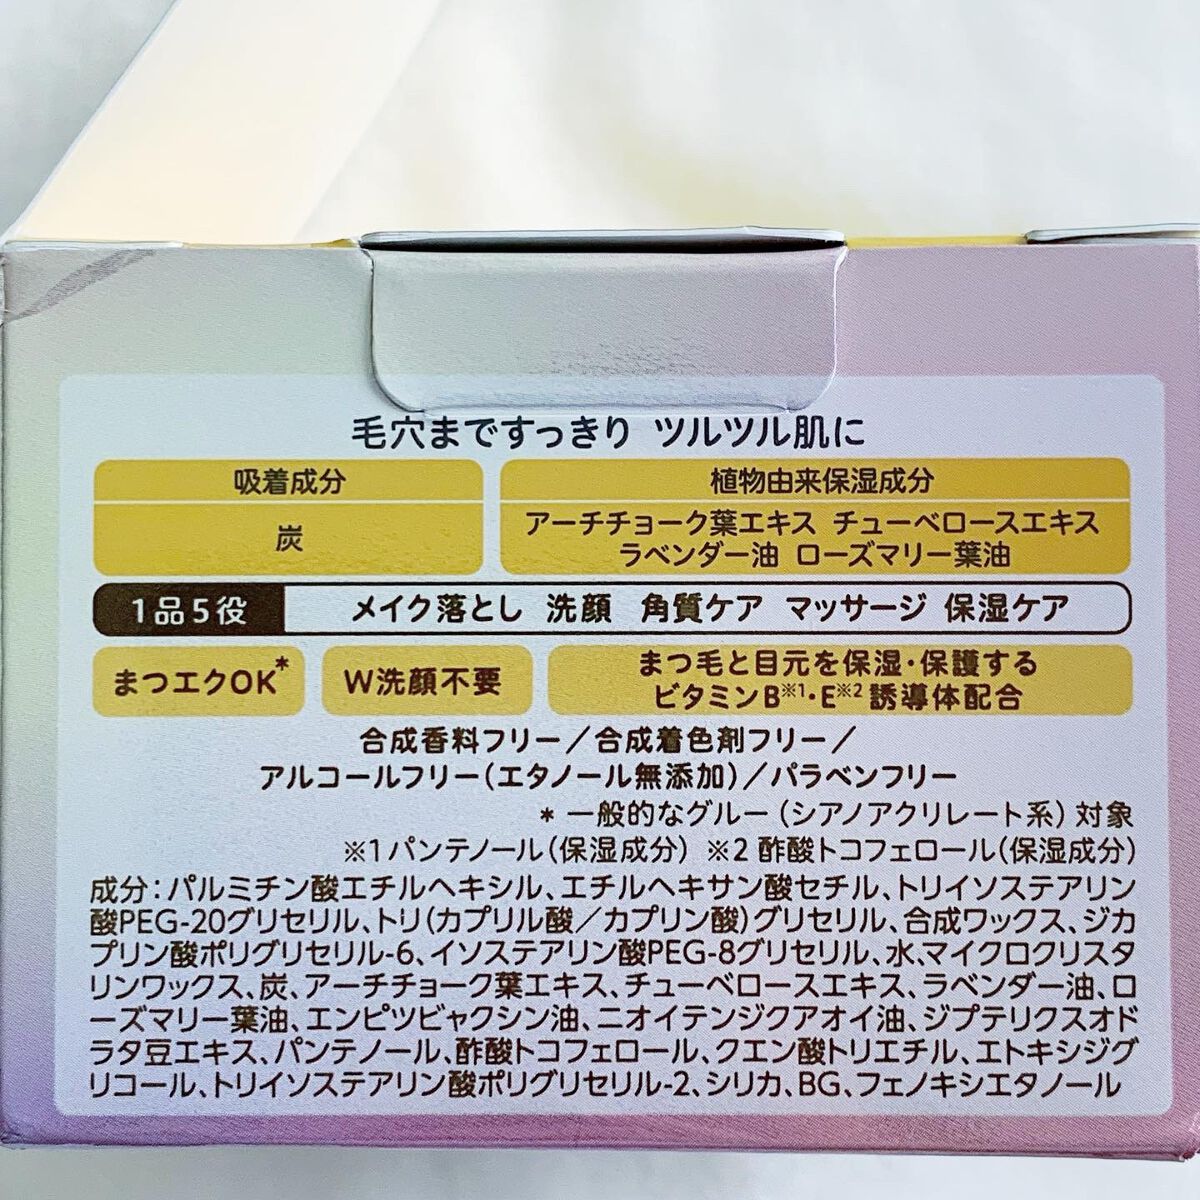 毛穴まですっきり ツルツル肌に
吸着成分
炭
植物由来保湿成分
アーチチョーク葉エキス チューベロースエキス
ラベンダー油 ローズマリー葉油
1品5役 メイク落とし 洗顔 角質ケア マッサージ 保湿ケア
まつエクOK*
W洗顔不要
まつ毛と目元を保湿・保護する
ビタミンB※1・E※2誘導体配合
合成香料フリー/合成着色剤フリー/
アルコールフリー(エタノール無添加)/パラベンフリー
* 一般的なグルー(シアノアクリレート系)対象
※1パンテノール(保湿成分) ※2 酢酸トコフェロール(保湿成分)
成分:パルミチン酸エチルヘキシル、エチルヘキサン酸セチル、トリイソステアリン
酸PEG-20グリセリル、トリ(カプリル酸/カプリン酸)グリセリル、合成ワックス、ジカ
プリン酸ポリグリセリル-6、イソステアリン酸PEG-8グリセリル、水、マイクロクリスタ
リンワックス、炭、アーチチョーク葉エキス、チューベロースエキス、ラベンダー油、ロ
ーズマリー葉油、エンピツビャクシン油、ニオイテンジクアオイ油、ジプテリクスオド
ラタ豆エキス、パンテノール、酢酸トコフェロール、クエン酸トリエチル、エトキシジグ
リコール、トリイソステアリン酸ポリグリセリル-2、シリカ、BG、フェノキシエタノール